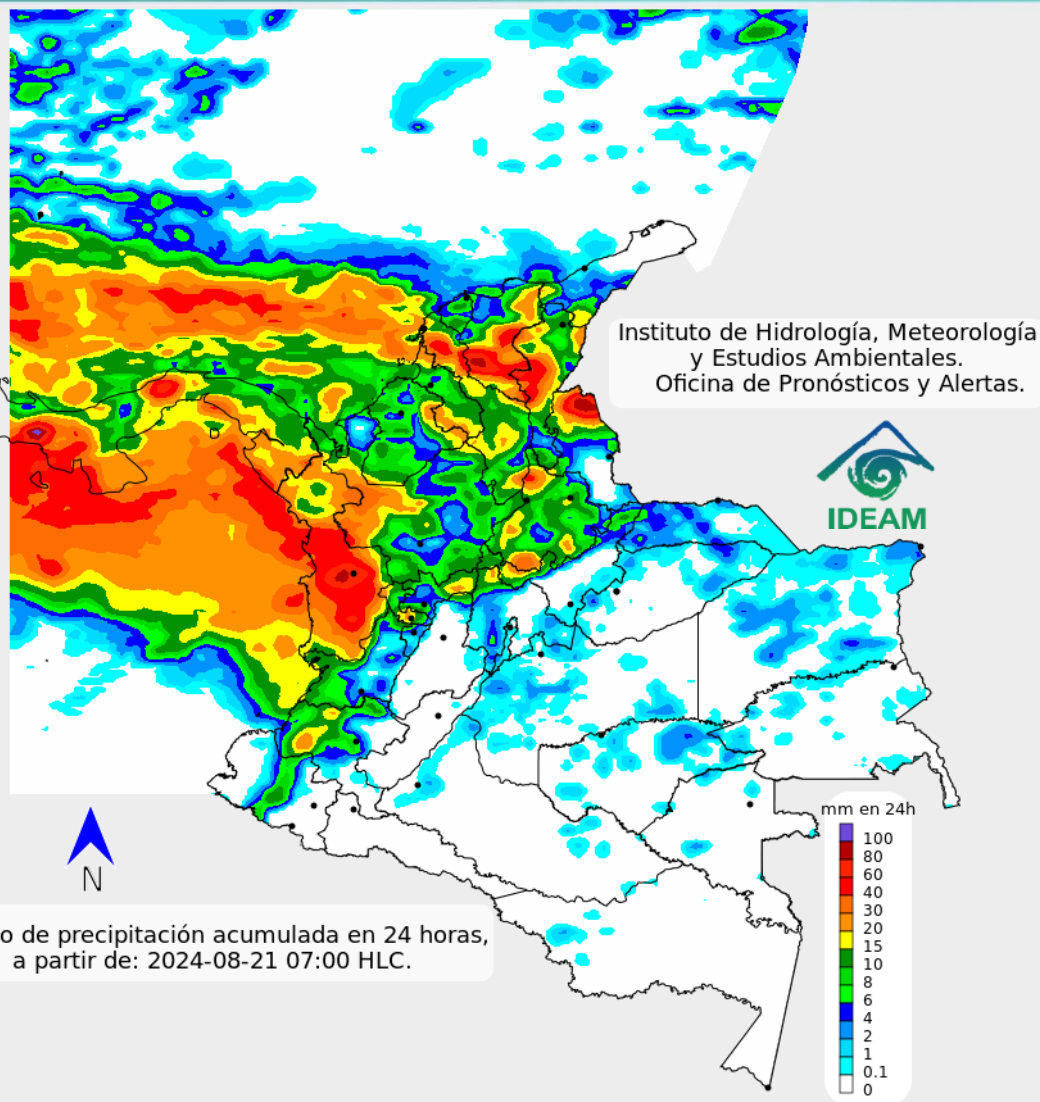 Instituto de Hidrología, Meteorología
y Estudios Ambientales.
Oficina de Pronósticos y Alertas.
IDEAM
mm en 24h
100
80
60
40
30
20
15
10
8
6
4
2
1
0.1
0
N
o de precipitación acumulada en 24 horas,
a partir de: 2024-08-21 07:00 HLC.